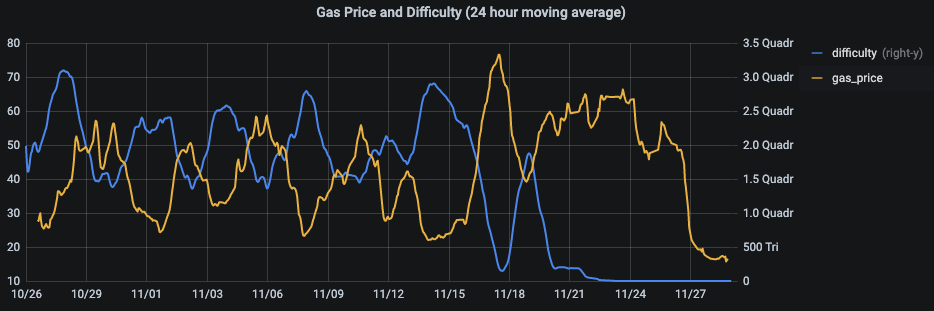 Gas Price and Difficulty (24 hour moving average)
80 3.5 Quadr
70 3.0 Quadr
60 2.5 Quadr
50 2.0 Quadr
40 1.5 Quadr
30 1.0 Quadr
20 500 Tri
10 0
10/26 10/29 11/01 11/03 11/06 11/09 11/12 11/15 11/18 11/21 11/24 11/27
difficulty (right-y)
gas_price